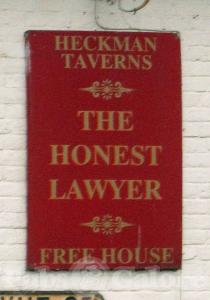 HECKMAN
TAVERNS
THE
HONEST
LAWYER
FREE HOUSE